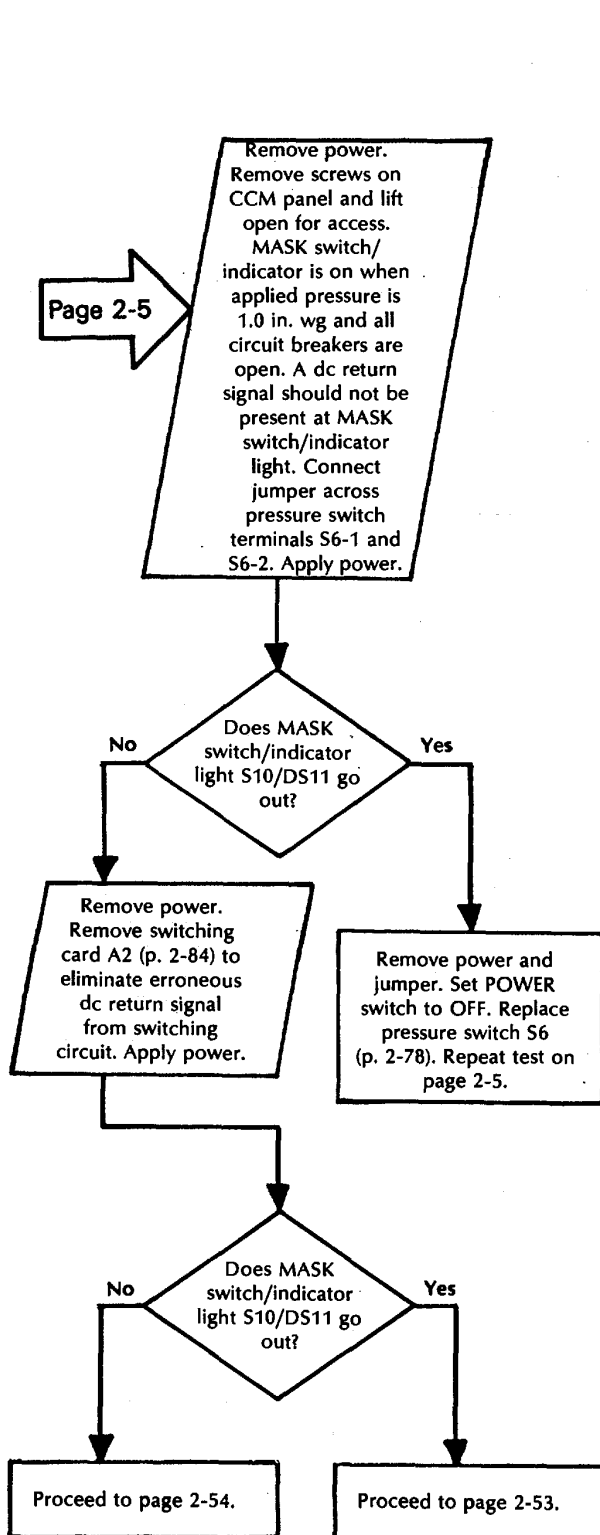 Remove power.
Remove screws on
CCM panel and lift
open for access.
MASK switch/
indicator is on when
applied pressure is
1.0 in. wg and all
circuit breakers are
open. A dc return
signal should not be
present at MASK
switch/indicator
light. Connect
jumper across
pressure switch
terminals S6-1 and
S6-2. Apply power.
Page 2-5
Does MASK
switch/indicator
light S10/DS11 go
out?
No
Yes
Remove power.
Remove switching
card A2 (p. 2-84) to
eliminate erroneous
dc return signal
from switching
circuit. Apply power.
Remove power and
jumper. Set POWER
switch to OFF. Replace
pressure switch S6
(p. 2-78). Repeat test on
page 2-5.
Does MASK
switch/indicator
light S10/DS11 go
out?
No
Yes
Proceed to page 2-54.
Proceed to page 2-53.